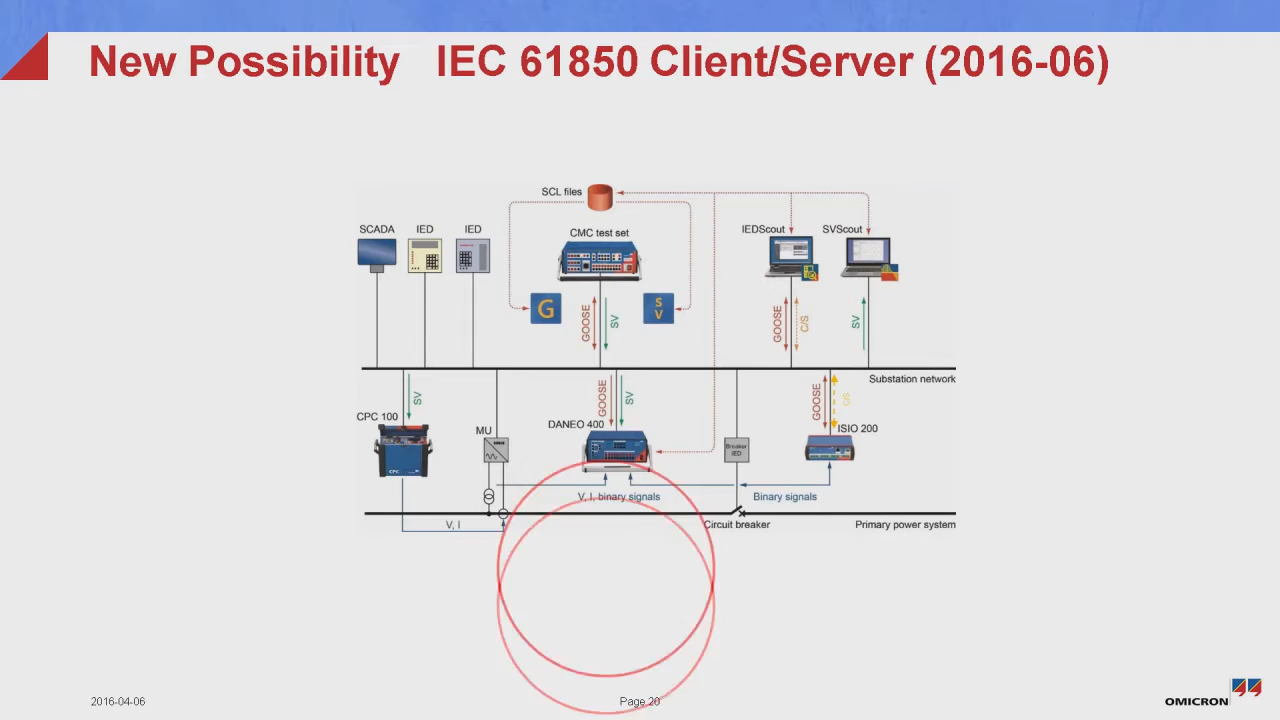 New Possibility IEC 61850 Client/Server (2016-06)
SCL files
SCADA
IED
IED
CMC test set
IEDScout
SVScout
G
S
V
GOOSE
SV
GOOSE
C/S
SV
Substation network
SV
GOOSE
SV
GOOSE
C/S
CPC 100
MU
DANEO 400
ISIO 200
Breaker
IED
CPC
V, I, binary signals
Binary signals
V, I
Circuit breaker
Primary power system
2016-04-06
Page 20
OMICRON